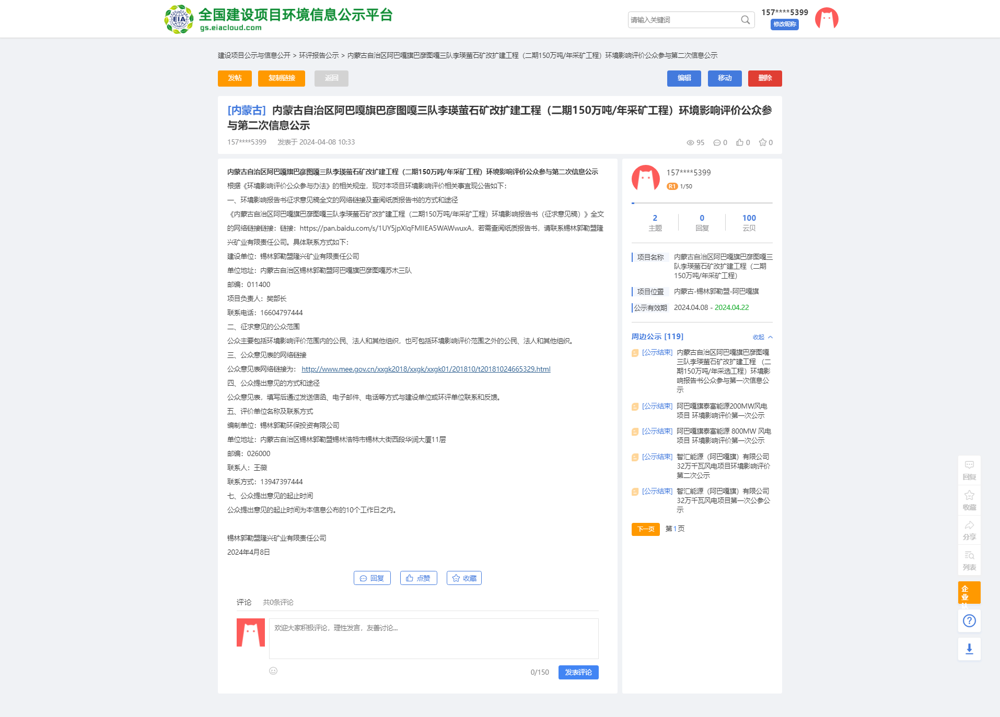 全国建设项目环境信息公示平台
gs.eiacloud.com
EIA
请输入关键词
157****5399
修改昵称
建设项目公示与信息公开 > 环评报告公示 > 内蒙古自治区阿巴嘎旗巴彦图嘎三队李瑛萤石矿改扩建工程（二期150万吨/年采矿工程）环境影响评价公众参与第二次信息公示
发帖
复制链接
返回
编辑
移动
删除
[内蒙古] 内蒙古自治区阿巴嘎旗巴彦图嘎三队李瑛萤石矿改扩建工程（二期150万吨/年采矿工程）环境影响评价公众参
与第二次信息公示
157****5399 发表于 2024-04-08 10:33
95 0 0 0
内蒙古自治区阿巴嘎旗巴彦图嘎三队李瑛萤石矿改扩建工程（二期150万吨/年采矿工程）环境影响评价公众参与第二次信息公示
根据《环境影响评价公众参与办法》的相关规定，现对本项目环境影响评价相关事宜现公告如下：
一、环境影响报告书征求意见稿全文的网络链接及查阅纸质报告书的方式和途径
《内蒙古自治区阿巴嘎旗巴彦图嘎三队李瑛萤石矿改扩建工程（二期150万吨/年采矿工程）环境影响报告书（征求意见稿）》全文
的网络链接链接：链接：https://pan.baidu.com/s/1UY5jpXlqFMIIEA5WAWwuxA，若需查阅纸质报告书，请联系锡林郭勒盟隆
兴矿业有限责任公司。具体联系方式如下：
建设单位：锡林郭勒盟隆兴矿业有限责任公司
单位地址：内蒙古自治区锡林郭勒盟阿巴嘎旗巴彦图嘎苏木三队
邮编：011400
项目负责人：樊部长
联系电话：16604797444
二、征求意见的公众范围
公众主要包括环境影响评价范围内的公民、法人和其他组织，也可包括环境影响评价范围之外的公民、法人和其他组织。
三、公众意见表的网络链接
公众意见表网络链接为： http://www.mee.gov.cn/xxgk2018/xxgk/xxgk01/201810/t20181024665329.html
四、公众提出意见的方式和途径
公众意见表，填写后通过发送信函、电子邮件、电话等方式与建设单位或环评单位联系和反馈。
五、评价单位名称及联系方式
编制单位：锡林郭勒环保投资有限公司
单位地址：内蒙古自治区锡林郭勒盟锡林浩特市锡林大街西段华润大厦11层
邮编：026000
联系人：王薇
联系方式：13947397444
七、公众提出意见的起止时间
公众提出意见的起止时间为本信息公布的10个工作日之内。
锡林郭勒盟隆兴矿业有限责任公司
2024年4月8日
回复
点赞
收藏
评论 共0条评论
欢迎大家积极评论，理性发言，友善讨论...
0/150
发表评论
157****5399
R1 1/50
2 0 100
主题 回复 云贝
项目名称 内蒙古自治区阿巴嘎旗巴彦图嘎三
队李瑛萤石矿改扩建工程（二期
150万吨/年采矿工程）
项目位置 内蒙古-锡林郭勒盟-阿巴嘎旗
公示有效期 2024.04.08 - 2024.04.22
周边公示 [119] 收起
[公示结束] 内蒙古自治区阿巴嘎旗巴彦图嘎
三队李瑛萤石矿改扩建工程 （二
期150万吨/年采选工程）环境影
响报告书公众参与第一次信息公
示
[公示结束] 阿巴嘎旗泰富能源200MW风电
项目 环境影响评价第一次公示
[公示结束] 阿巴嘎旗泰富能源 800MW 风电
项目 环境影响评价第一次公示
[公示结束] 智汇能源（阿巴嘎旗）有限公司
32万千瓦风电项目环境影响评价
第二次公示
[公示结束] 智汇能源（阿巴嘎旗）有限公司
32万千瓦风电项目第一次公参公
示
下一页 第1页
回复
收藏
分享
列表
企
业